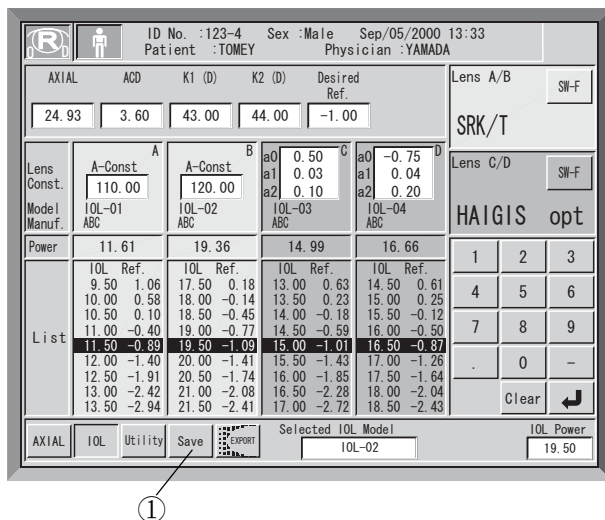 R
D D
ID No. :123-4 Sex :Male Sep/05/2000 13:33
Patient :TOMEY Physician :YAMADA
AXIAL ACD K1 (D) K2 (D) Desired Ref.
24.93 3.60 43.00 44.00 -1.00
Lens A/B SW-F
SRK/T
Lens Const. A A-Const 110.00 B A-Const 120.00 C a0 0.50 a1 0.03 a2 0.10 D a0 -0.75 a1 0.04 a2 0.20
Model IOL-01 IOL-02 IOL-03 IOL-04
Manuf. ABC ABC ABC ABC
Lens C/D SW-F
HAIGIS opt
Power 11.61 19.36 14.99 16.66
List
IOL Ref. IOL Ref. IOL Ref. IOL Ref.
9.50 1.06 17.50 0.18 13.00 0.63 14.50 0.61
10.00 0.58 18.00 -0.14 13.50 0.23 15.00 0.25
10.50 0.10 18.50 -0.45 14.00 -0.18 15.50 -0.12
11.00 -0.40 19.00 -0.77 14.50 -0.59 16.00 -0.50
11.50 -0.89 19.50 -1.09 15.00 -1.01 16.50 -0.87
12.00 -1.40 20.00 -1.41 15.50 -1.43 17.00 -1.26
12.50 -1.91 20.50 -1.74 16.00 -1.85 17.50 -1.64
13.00 -2.42 21.00 -2.08 16.50 -2.28 18.00 -2.04
13.50 -2.94 21.50 -2.41 17.00 -2.72 18.50 -2.43
1 2 3
4 5 6
7 8 9
. 0 -
Clear
AXIAL IOL Utility Save EXPORT
Selected IOL Model
IOL-02
IOL Power
19.50
①